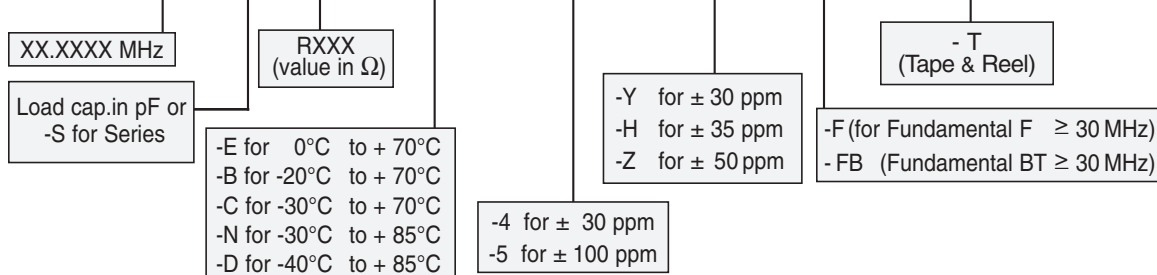 XX.XXXX MHz
Load cap.in pF or
-S for Series
RXXX
(value in Ω)
-E for 0°C to + 70°C
-B for -20°C to + 70°C
-C for -30°C to + 70°C
-N for -30°C to + 85°C
-D for -40°C to + 85°C
-4 for ± 30 ppm
-5 for ± 100 ppm
-Y for ± 30 ppm
-H for ± 35 ppm
-Z for ± 50 ppm
- T
(Tape & Reel)
-F (for Fundamental F ≥ 30 MHz)
- FB (Fundamental BT ≥ 30 MHz)